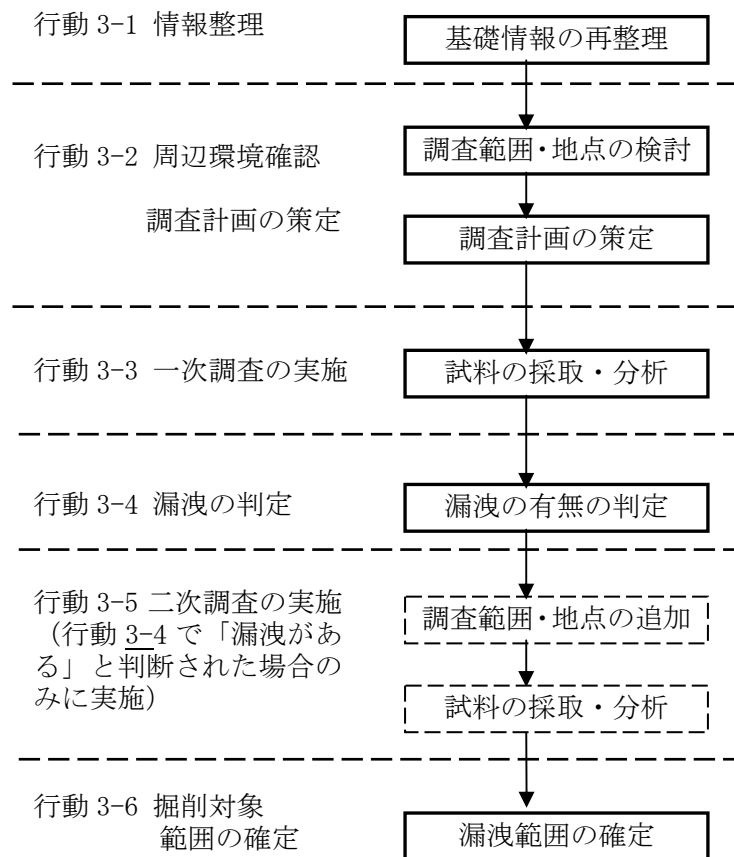 行動 3-1 情報整理
基礎情報の再整理
行動 3-2 周辺環境確認
調査範囲・地点の検討
調査計画の策定
調査計画の策定
行動 3-3 一次調査の実施
試料の採取・分析
行動 3-4 漏洩の判定
漏洩の有無の判定
行動 3-5 二次調査の実施
（行動 3-4 で「漏洩があ
る」と判断された場合の
みに実施）
調査範囲・地点の追加
試料の採取・分析
行動 3-6 掘削対象
範囲の確定
漏洩範囲の確定